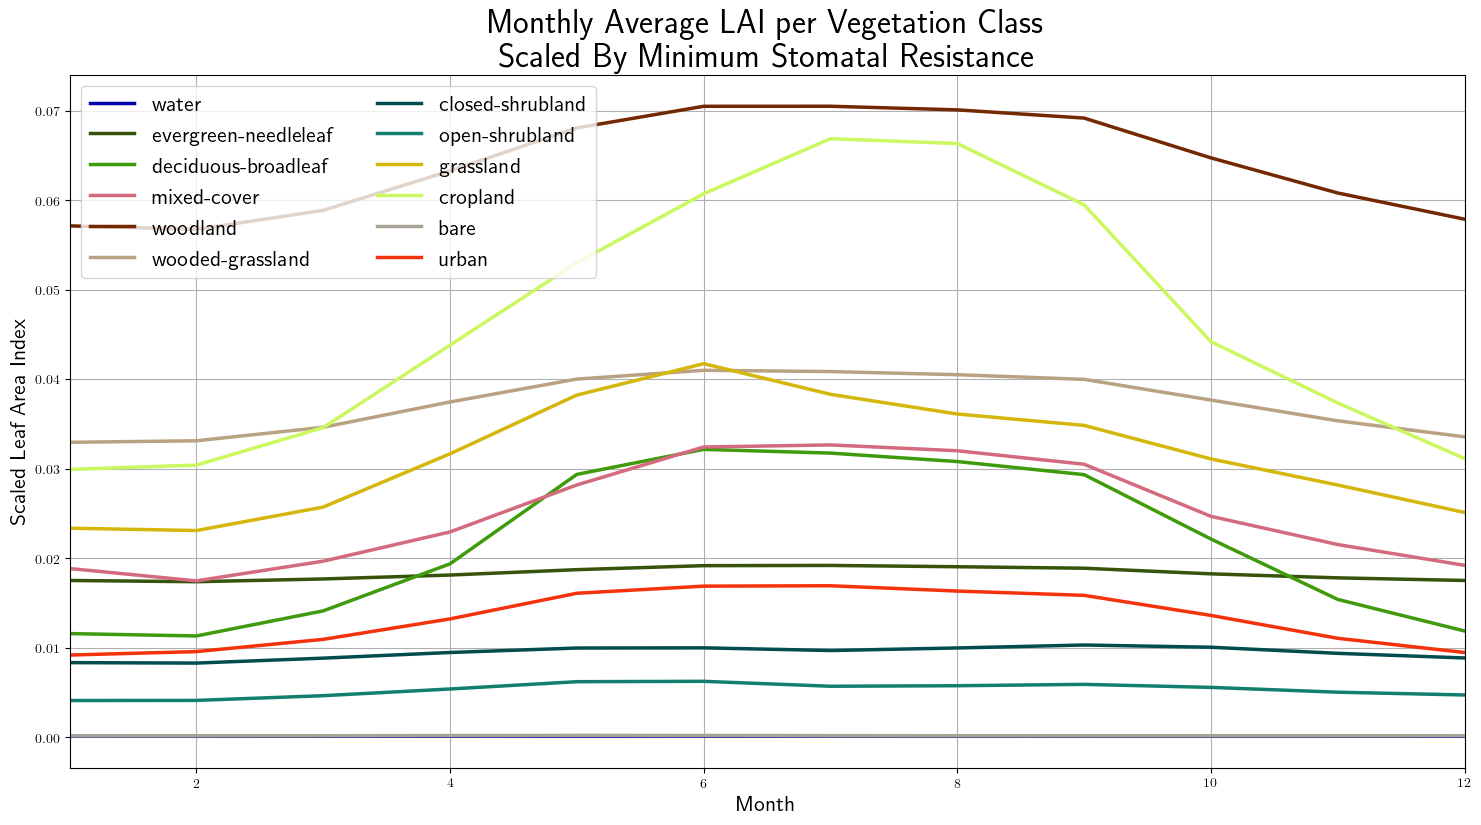 Monthly Average LAI per Vegetation Class
Scaled By Minimum Stomatal Resistance
water
evergreen-needleleaf
deciduous-broadleaf
mixed-cover
woodland
wooded-grassland
closed-shrubland
open-shrubland
grassland
cropland
bare
urban
Scaled Leaf Area Index
0.07
0.06
0.05
0.04
0.03
0.02
0.01
0.00
2 4 6 8 10 12
Month